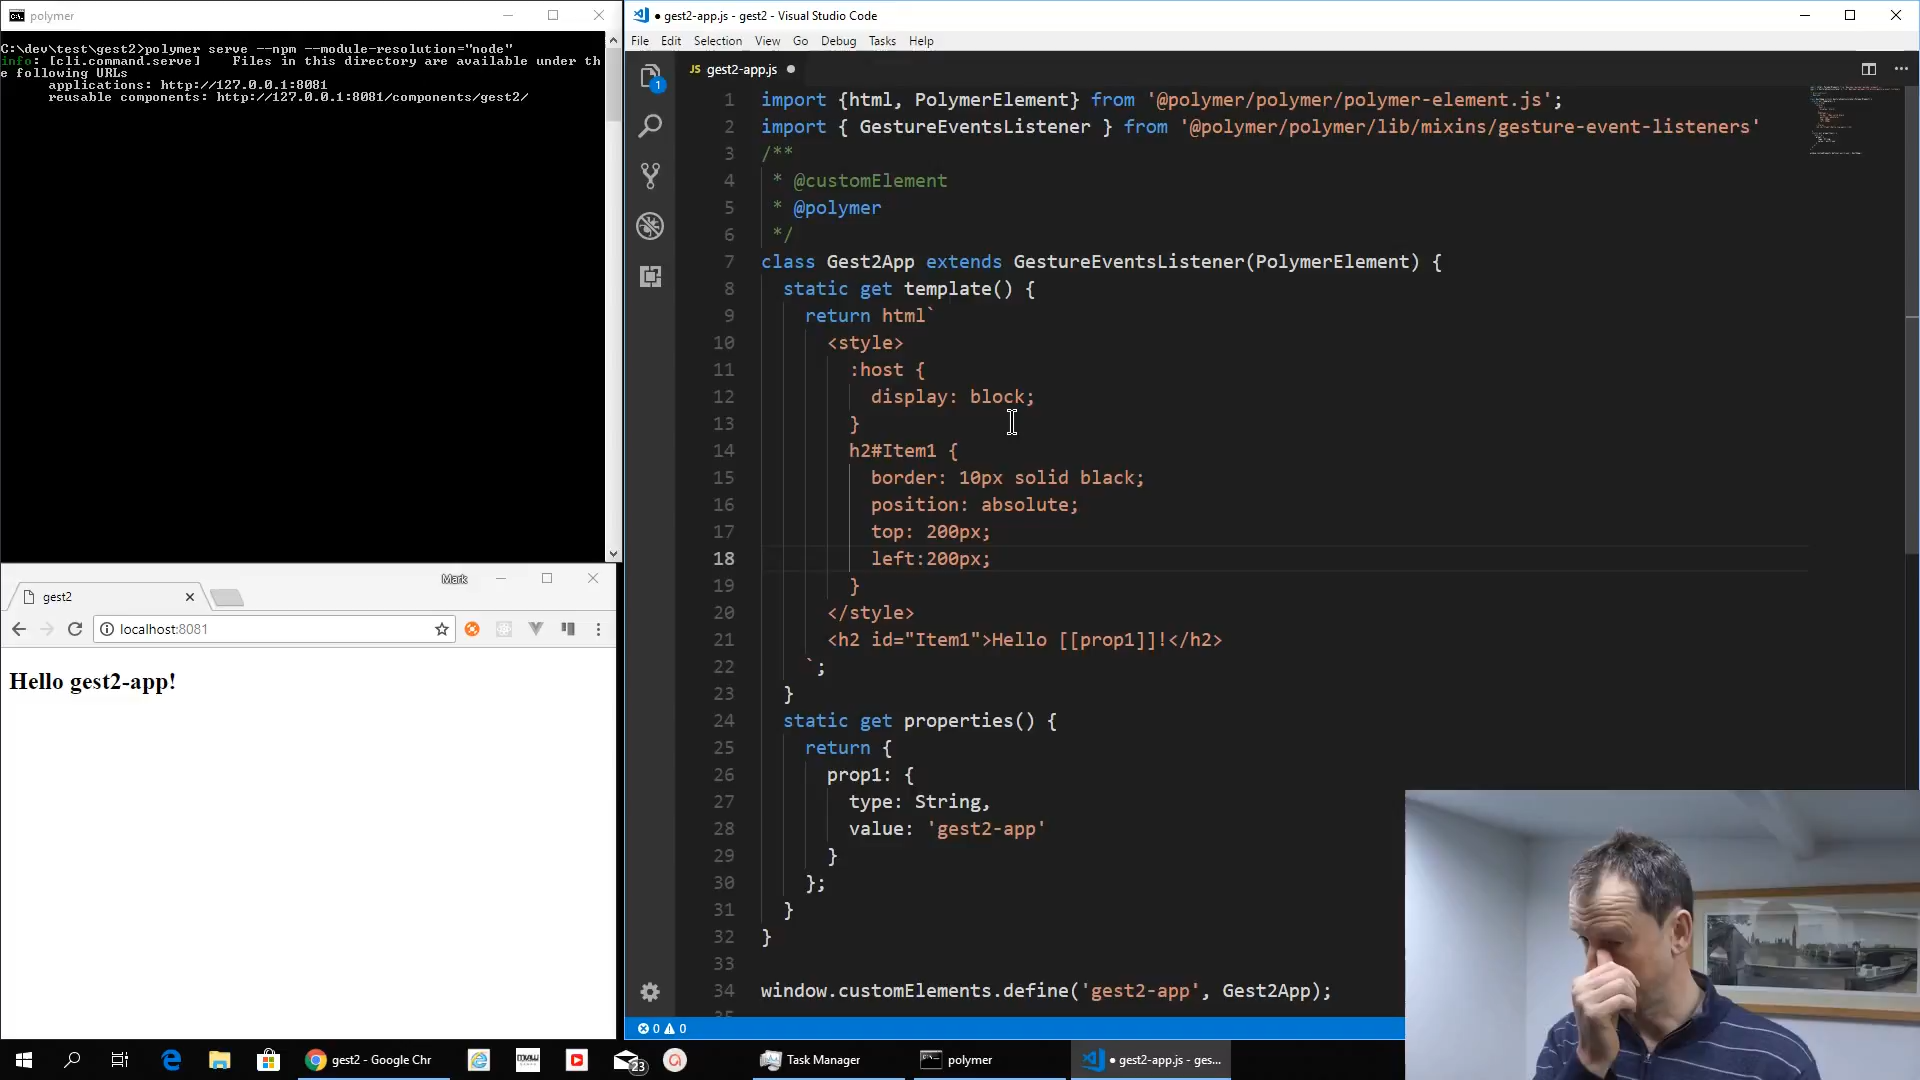 polymer
C:\dev\test\gest2>polymer serve --npm --module-resolution="node"
info: [cli.command.serve]    Files in this directory are available under th
e following URLs
applications: http://127.0.0.1:8081
reusable components: http://127.0.0.1:8081/components/gest2/
Mark
gest2
localhost:8081
Hello gest2-app!
● gest2-app.js - gest2 - Visual Studio Code
File Edit Selection View Go Debug Tasks Help
JS gest2-app.js ●
1
1 import {html, PolymerElement} from '@polymer/polymer/polymer-element.js';
2 import { GestureEventsListener } from '@polymer/polymer/lib/mixins/gesture-event-listeners'
3 /**
4 * @customElement
5 * @polymer
6 */
7 class Gest2App extends GestureEventsListener(PolymerElement) {
8 static get template() {
9 return html`
10 <style>
11 :host {
12 display: block;
13 }
14 h2#Item1 {
15 border: 10px solid black;
16 position: absolute;
17 top: 200px;
18 left:200px;
19 }
20 </style>
21 <h2 id="Item1">Hello [[prop1]]!</h2>
22 `;
23 }
24 static get properties() {
25 return {
26 prop1: {
27 type: String,
28 value: 'gest2-app'
29 }
30 };
31 }
32 }
33
34 window.customElements.define('gest2-app', Gest2App);
0 0
gest2 - Google Chr
23
Task Manager
polymer
● gest2-app.js - ges...